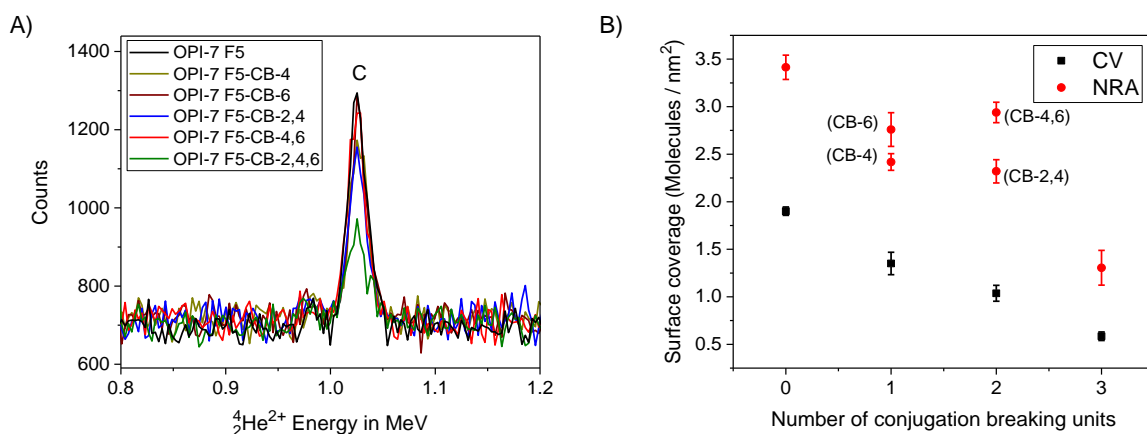 A)
1400
1200
1000
800
600
Counts
OPI-7 F5
OPI-7 F5-CB-4
OPI-7 F5-CB-6
OPI-7 F5-CB-2,4
OPI-7 F5-CB-4,6
OPI-7 F5-CB-2,4,6
C
0.8 0.9 1.0 1.1 1.2
⁴₂He²⁺ Energy in MeV
B)
3.5
3.0
2.5
2.0
1.5
1.0
0.5
Surface coverage (Molecules / nm²)
CV
NRA
(CB-6)
(CB-4)
(CB-4,6)
(CB-2,4)
0 1 2 3
Number of conjugation breaking units